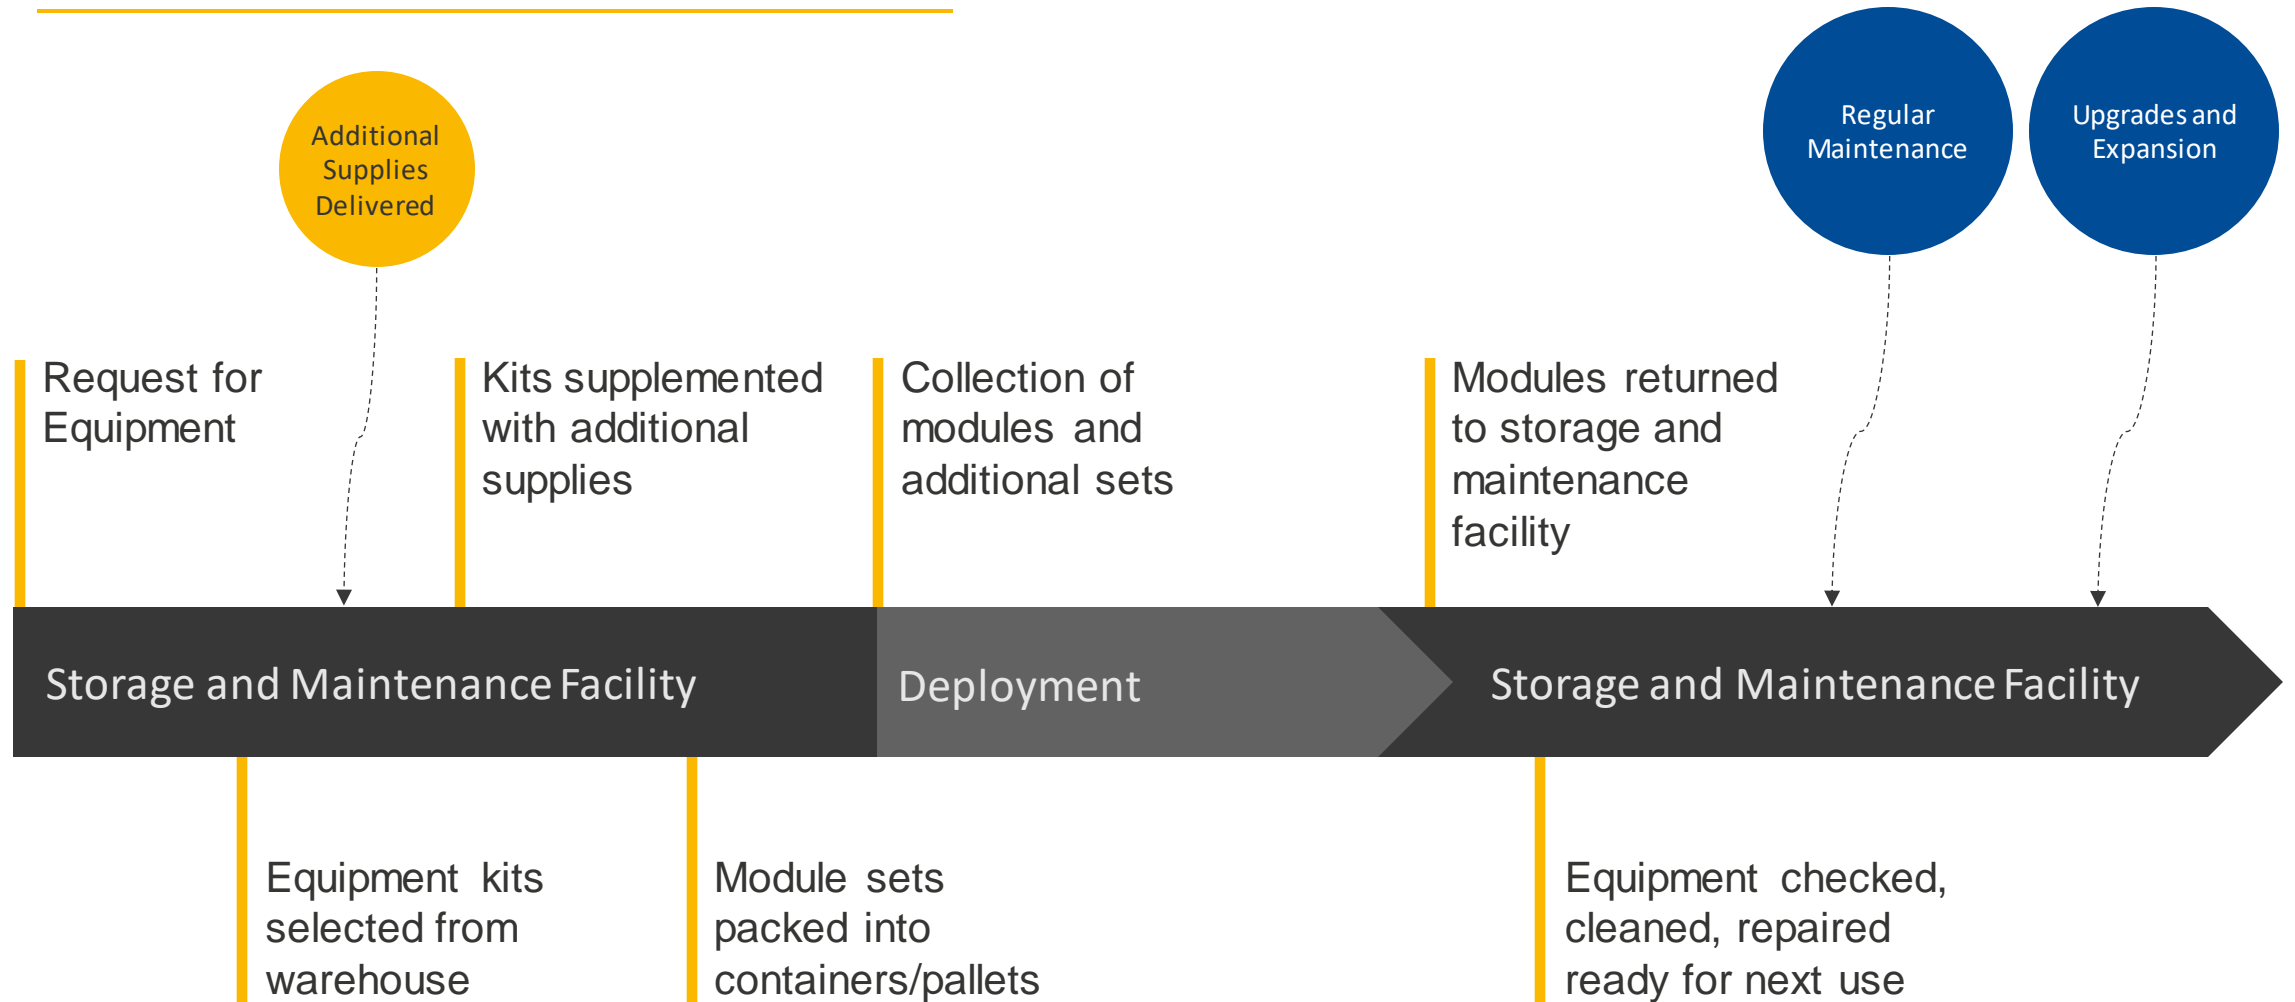 Additional
Supplies
Delivered
Regular
Maintenance
Upgrades and
Expansion
Request for
Equipment
Kits supplemented
with additional
supplies
Collection of
modules and
additional sets
Modules returned
to storage and
maintenance
facility
Storage and Maintenance Facility
Deployment
Storage and Maintenance Facility
Equipment kits
selected from
warehouse
Module sets
packed into
containers/pallets
Equipment checked,
cleaned, repaired
ready for next use